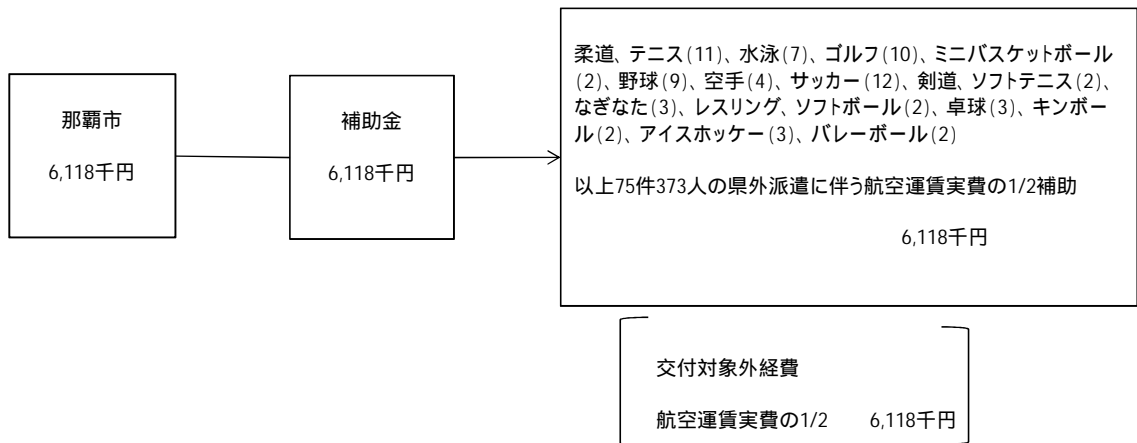 那覇市
6,118千円
補助金
6,118千円
柔道、テニス(11)、水泳(7)、ゴルフ(10)、ミニバスケットボール
(2)、野球(9)、空手(4)、サッカー(12)、剣道、ソフトテニス(2)、
なぎなた(3)、レスリング、ソフトボール(2)、卓球(3)、キンボー
ル(2)、アイスホッケー(3)、バレーボール(2)
以上75件373人の県外派遣に伴う航空運賃実費の1/2補助
6,118千円
交付対象外経費
航空運賃実費の1/2 6,118千円